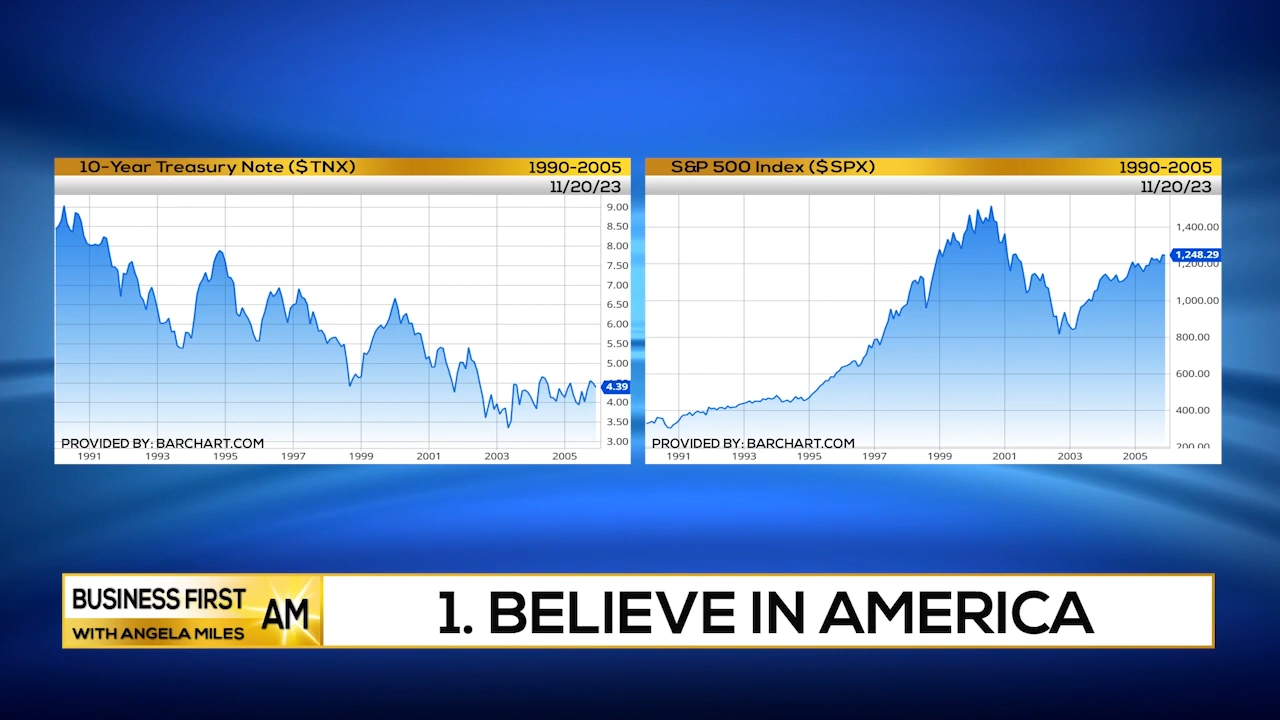 10-Year Treasury Note ($TNX) 1990-2005
11/20/23
9.00
8.50
8.00
7.50
7.00
6.50
6.00
5.50
5.00
4.39
4.00
3.50
3.00
PROVIDED BY: BARCHART.COM
1991 1993 1995 1997 1999 2001 2003 2005
S&P 500 Index ($SPX) 1990-2005
11/20/23
1,400.00
1,248.29
1,200.00
1,000.00
800.00
600.00
400.00
200.00
PROVIDED BY: BARCHART.COM
1991 1993 1995 1997 1999 2001 2003 2005
BUSINESS FIRST
AM
WITH ANGELA MILES
1. BELIEVE IN AMERICA